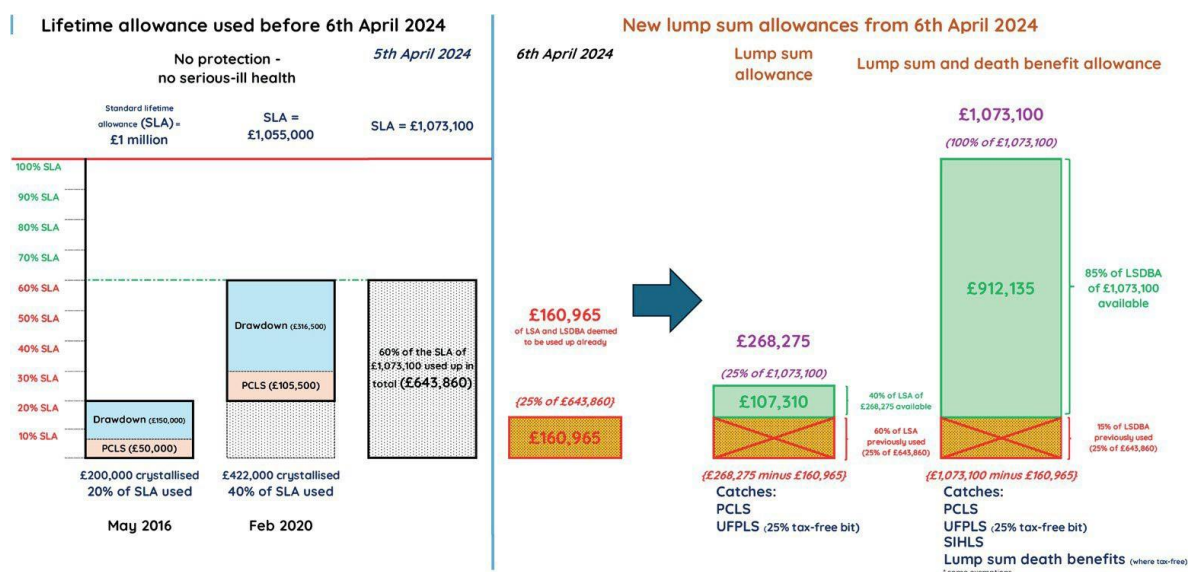 Lifetime allowance used before 6th April 2024
No protection -
no serious-ill health
5th April 2024
Standard lifetime
allowance (SLA) =
£1 million
SLA =
£1,055,000
SLA = £1,073,100
100% SLA
90% SLA
80% SLA
70% SLA
60% SLA
50% SLA
40% SLA
30% SLA
20% SLA
10% SLA
Drawdown (£150,000)
PCLS (£50,000)
Drawdown (£316,500)
PCLS (£105,500)
60% of the SLA of
£1,073,100 used up in
total (£643,860)
£200,000 crystallised
20% of SLA used
£422,000 crystallised
40% of SLA used
May 2016
Feb 2020
New lump sum allowances from 6th April 2024
6th April 2024
Lump sum
allowance
Lump sum and death benefit allowance
£160,965
of LSA and LSDBA deemed
to be used up already
{25% of £643,860}
£160,965
£268,275
(25% of £1,073,100)
£107,310
40% of LSA of
£268,275 available
60% of LSA
previously used
(25% of £643,860)
{£268,275 minus £160,965}
Catches:
PCLS
UFPLS (25% tax-free bit)
£1,073,100
(100% of £1,073,100)
£912,135
85% of LSDBA
of £1,073,100
available
15% of LSDBA
previously used
(25% of £643,860)
{£1,073,100 minus £160,965}
Catches:
PCLS
UFPLS (25% tax-free bit)
SIHLS
Lump sum death benefits (where tax-free)